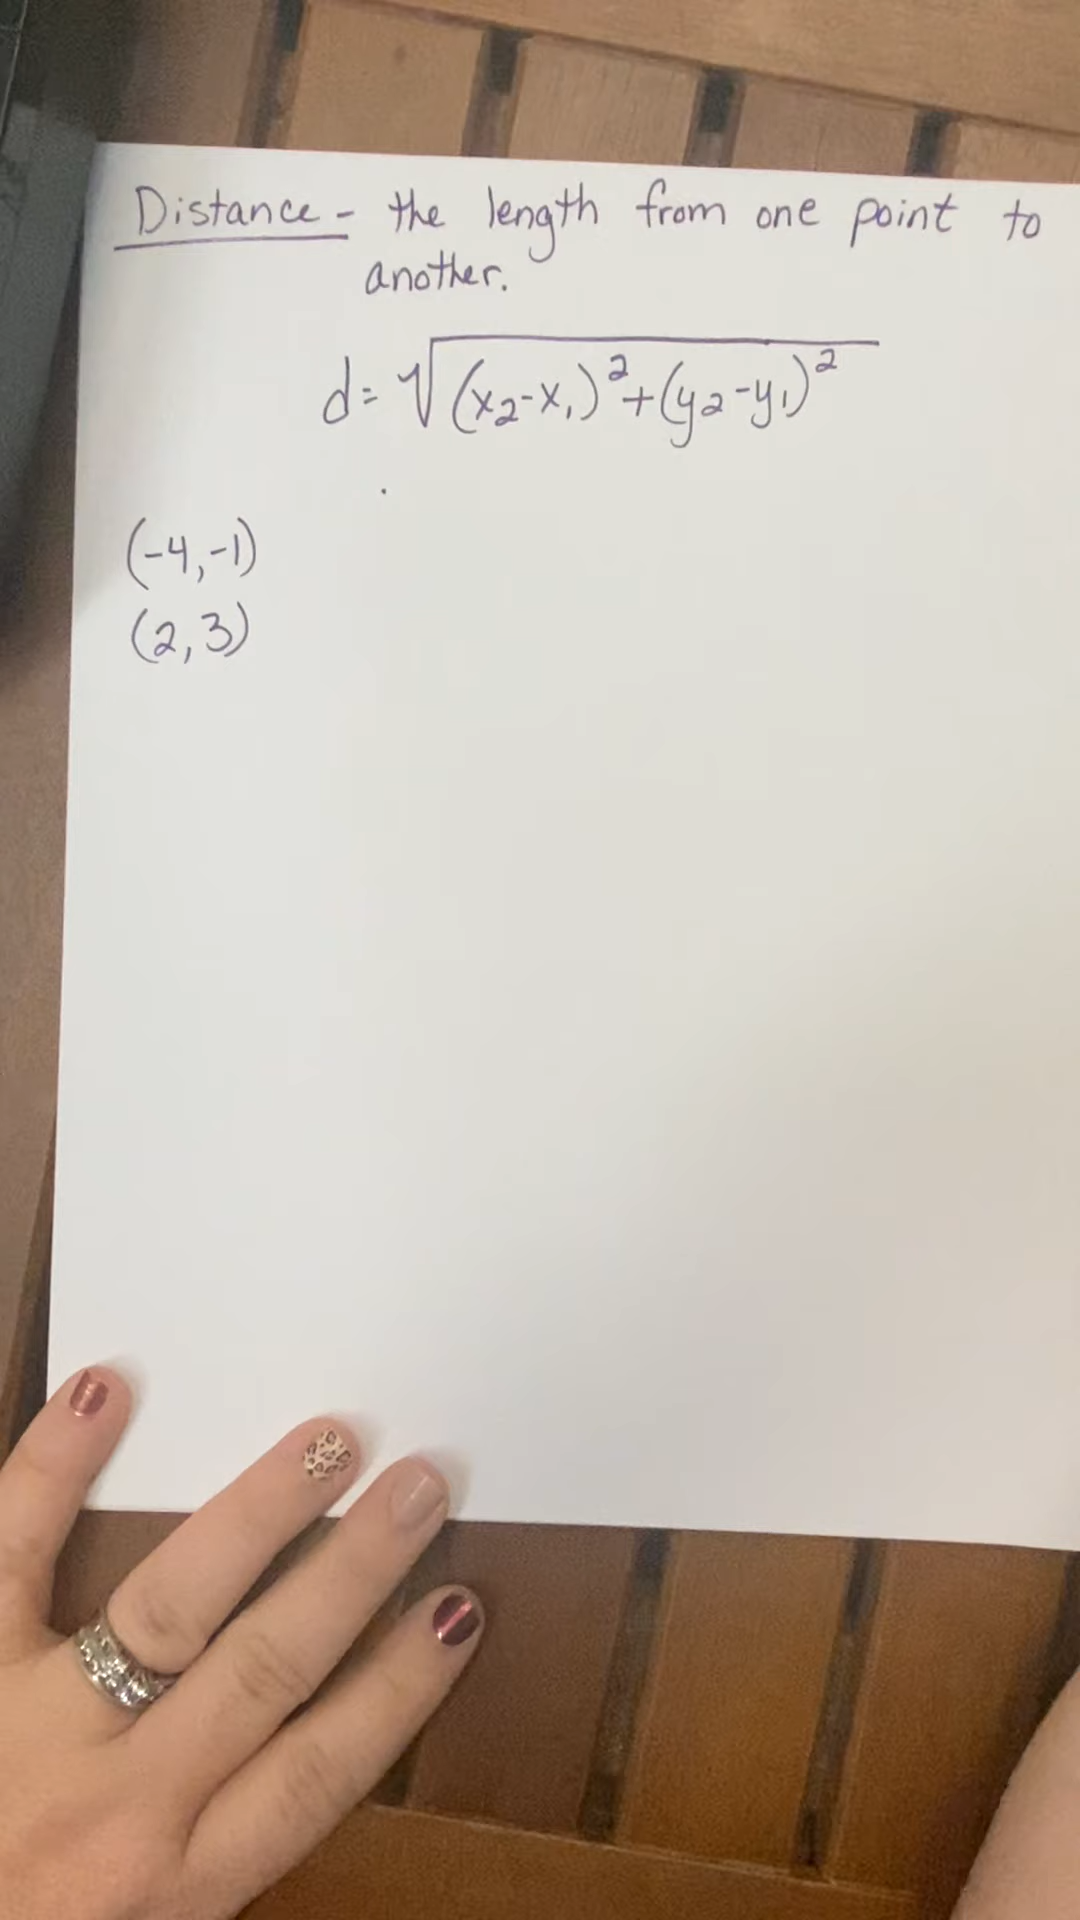 Distance - the length from one point to
another.
d = √(x₂-x₁)²+(y₂-y₁)²
(-4,-1)
(2,3)